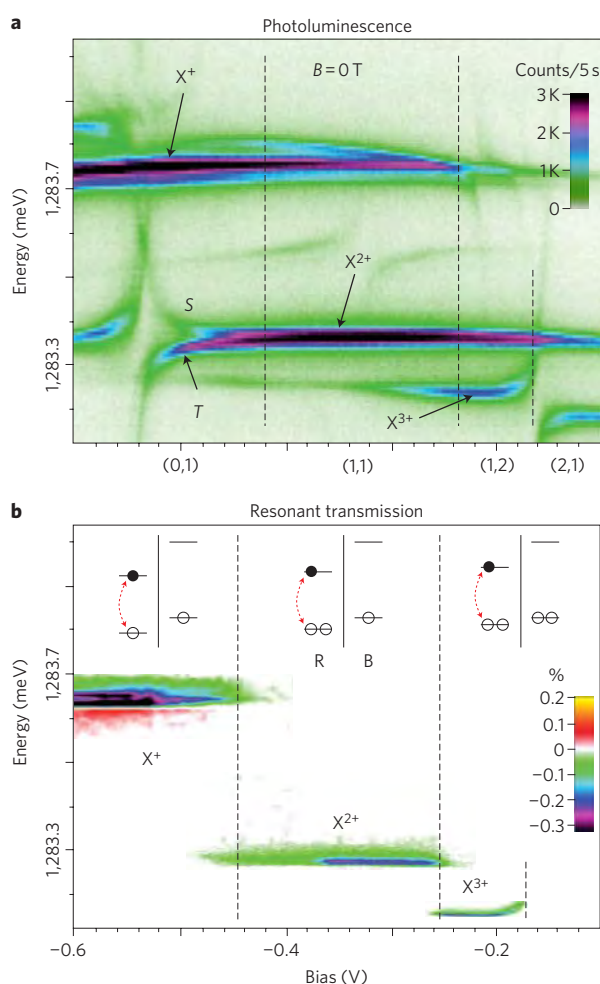 a
Photoluminescence
X+
B = 0 T
Counts/5 s
3 K
2K
1K
0
1,283.7
Energy (meV)
X2+
S
1,283.3
T
X3+
(0,1)
(1,1)
(1,2)
(2,1)
b
Resonant transmission
R
B
1,283.7
Energy (meV)
%
0.2
0.1
0
−0.1
−0.2
−0.3
X+
X2+
1,283.3
X3+
−0.6
−0.4
−0.2
Bias (V)